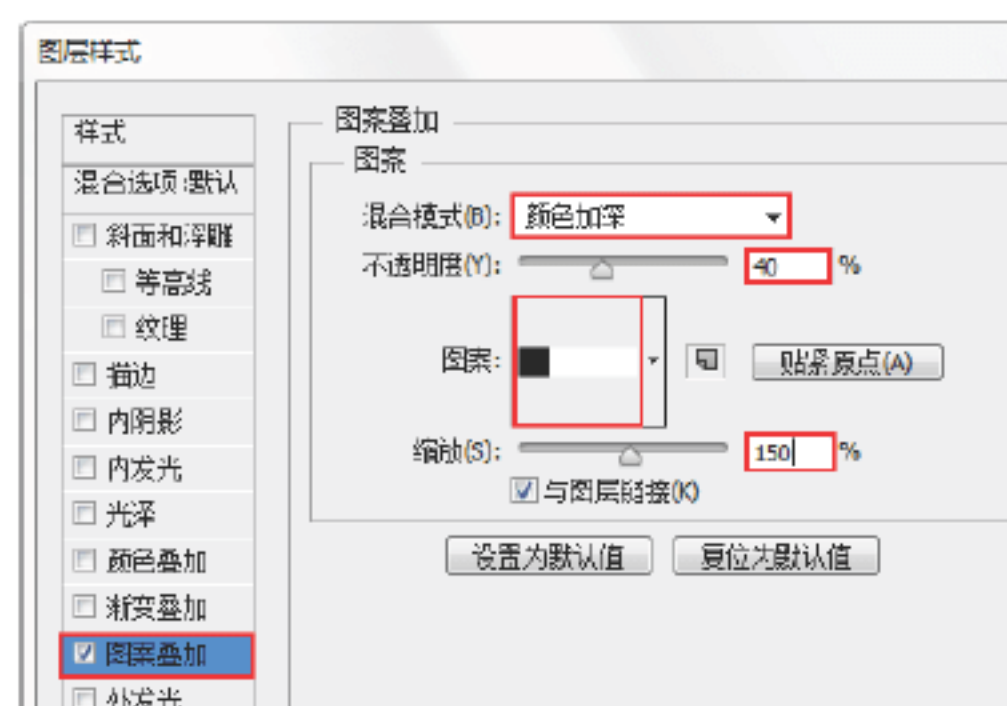 图层样式
样式
混合选项:默认
斜面和浮雕
等高线
纹理
描边
内阴影
内发光
光泽
颜色叠加
渐变叠加
图案叠加
外发光
图案叠加
图案
混合模式(B): 颜色加深
不透明度(Y): 40 %
图案: 贴紧原点(A)
缩放(S): 150 %
与图层链接(K)
设置为默认值 复位为默认值